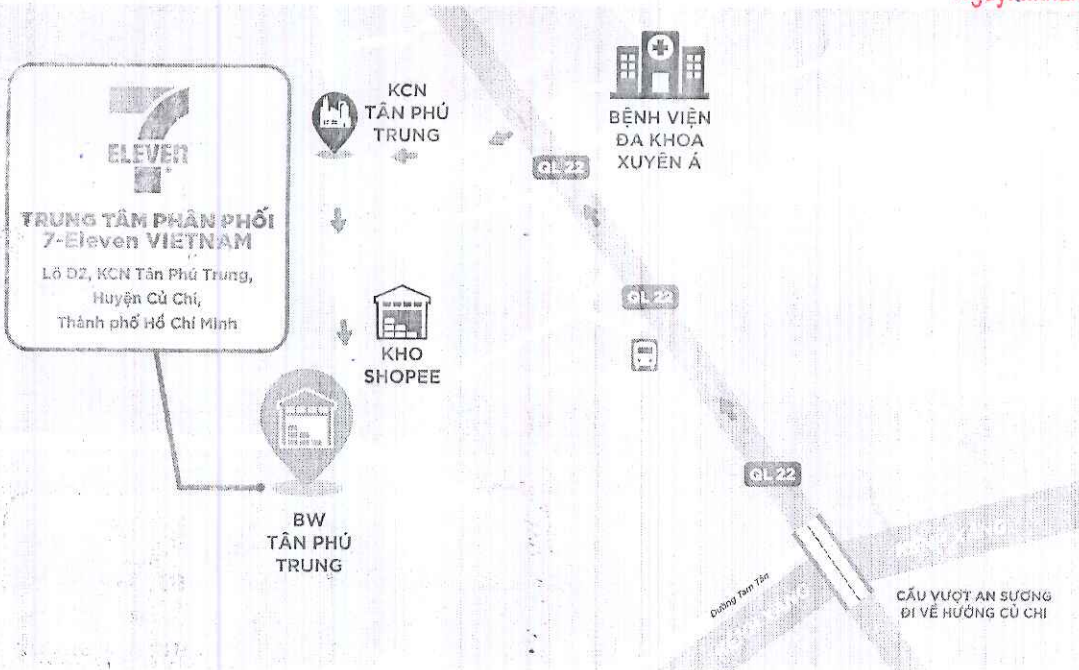 7
ELEVEN
TRUNG TÂM PHÂN PHỐI
7-Eleven VIETNAM
Lô D2, KCN Tân Phú Trung,
Huyện Củ Chi,
Thành phố Hồ Chí Minh
KCN
TÂN PHÚ
TRUNG
BỆNH VIỆN
ĐA KHOA
XUYÊN Á
QL 22
QL 22
KHO
SHOPEE
QL 22
BW
TÂN PHÚ
TRUNG
Đường Tam Tân
CẦU VƯỢT AN SƯƠNG
ĐI VỀ HƯỚNG CỦ CHI